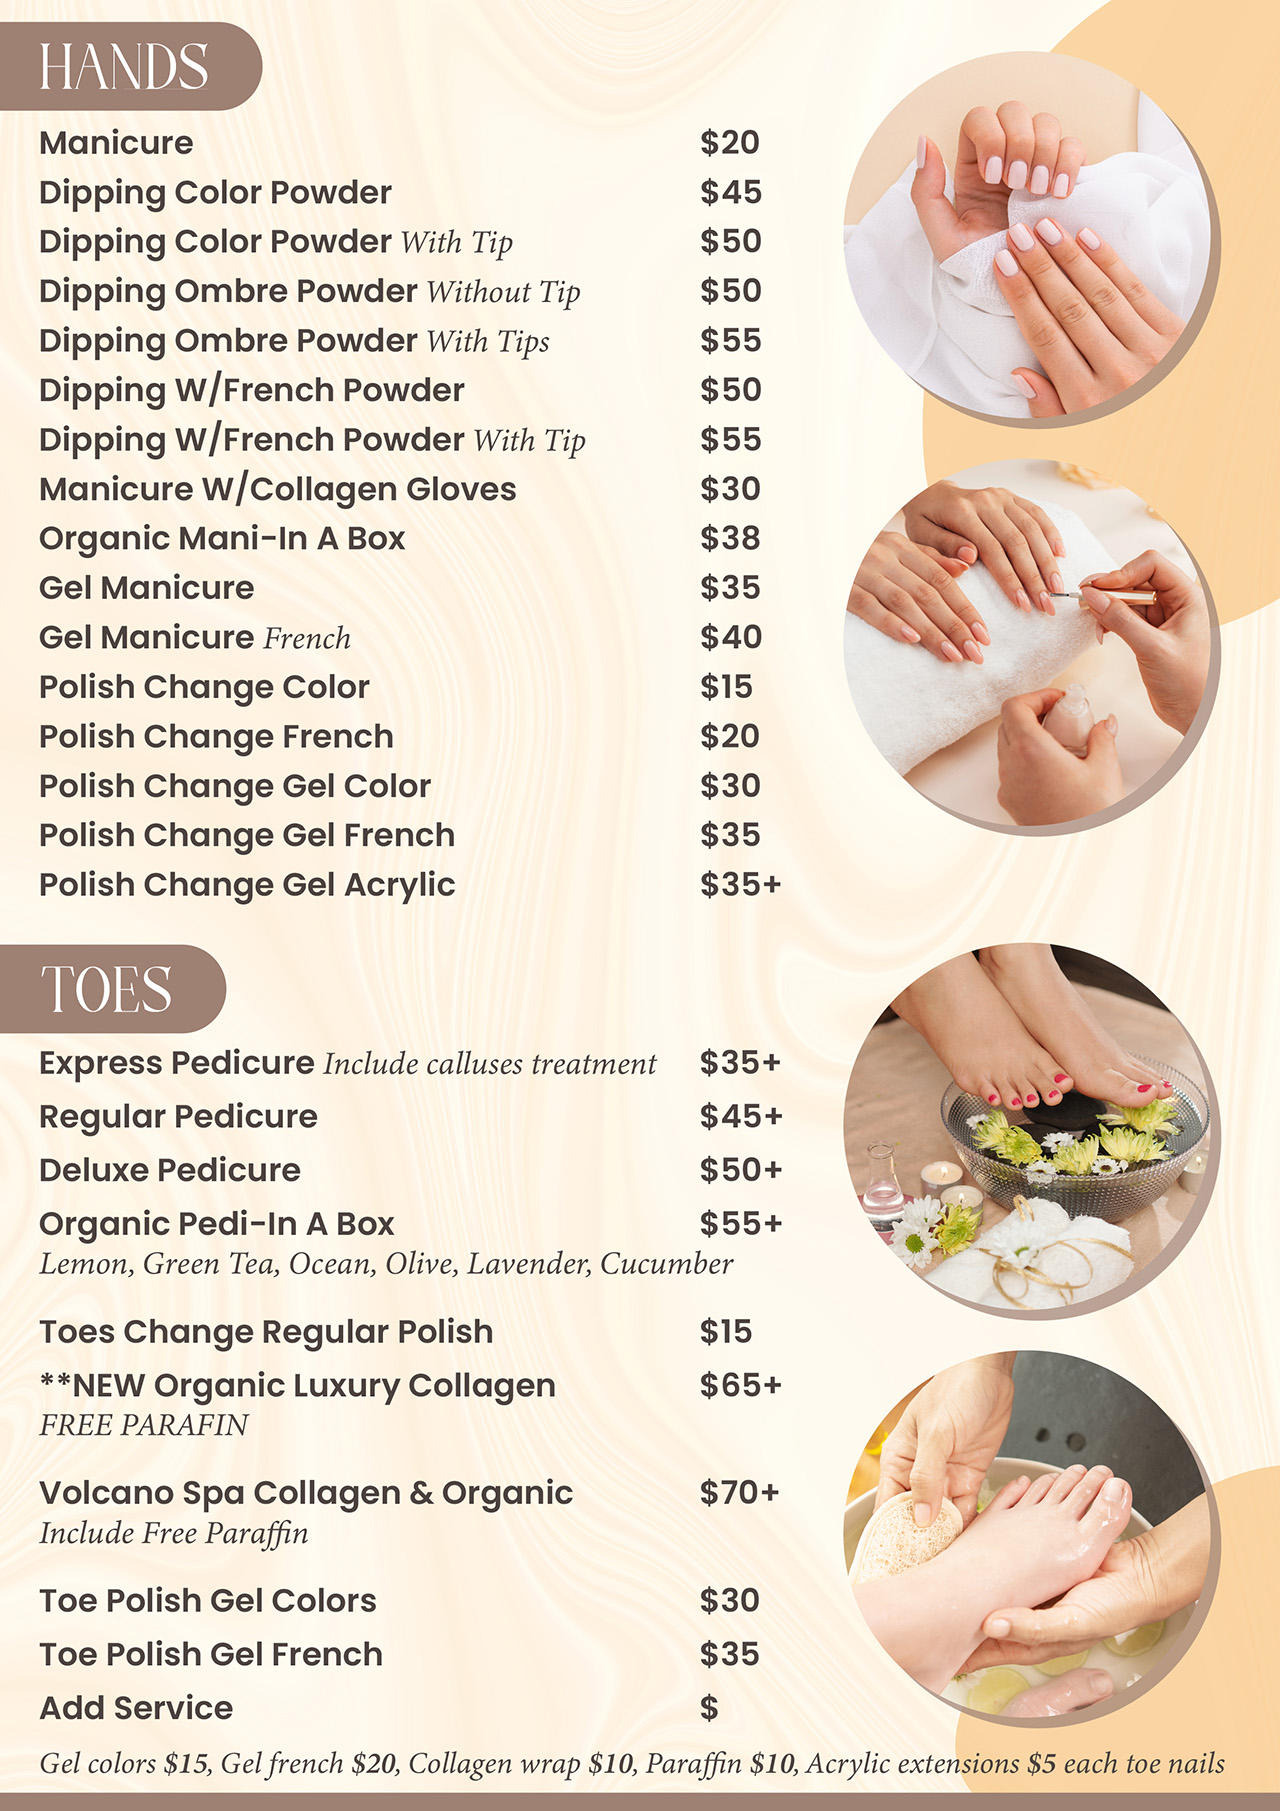 HANDS
Manicure $20
Dipping Color Powder $45
Dipping Color Powder With Tip $50
Dipping Ombre Powder Without Tip $50
Dipping Ombre Powder With Tips $55
Dipping W/French Powder $50
Dipping W/French Powder With Tip $55
Manicure W/Collagen Gloves $30
Organic Mani-In A Box $38
Gel Manicure $35
Gel Manicure French $40
Polish Change Color $15
Polish Change French $20
Polish Change Gel Color $30
Polish Change Gel French $35
Polish Change Gel Acrylic $35+
TOES
Express Pedicure Include calluses treatment $35+
Regular Pedicure $45+
Deluxe Pedicure $50+
Organic Pedi-In A Box $55+
Lemon, Green Tea, Ocean, Olive, Lavender, Cucumber
Toes Change Regular Polish $15
**NEW Organic Luxury Collagen $65+
FREE PARAFIN
Volcano Spa Collagen & Organic $70+
Include Free Paraffin
Toe Polish Gel Colors $30
Toe Polish Gel French $35
Add Service $
Gel colors $15, Gel french $20, Collagen wrap $10, Paraffin $10, Acrylic extensions $5 each toe nails